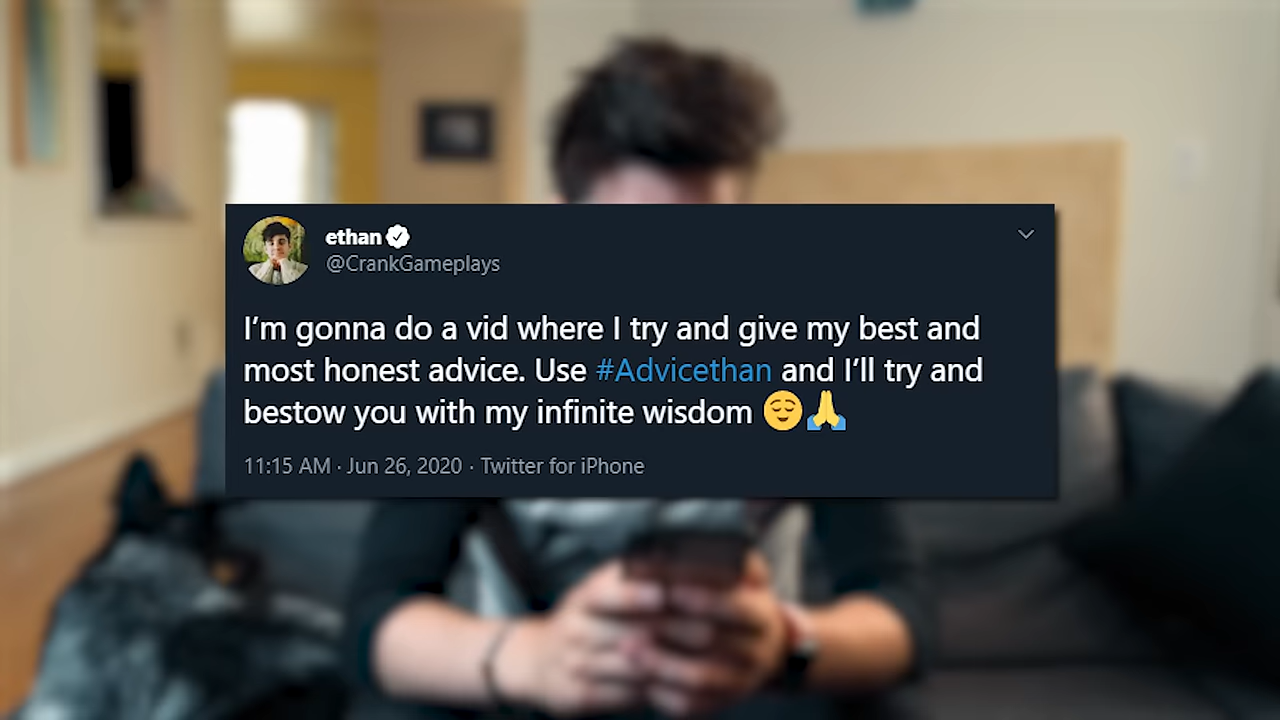 ethan
@CrankGameplays
I’m gonna do a vid where I try and give my best and
most honest advice. Use #Advicethan and I’ll try and
bestow you with my infinite wisdom 😌🙏
11:15 AM · Jun 26, 2020 · Twitter for iPhone